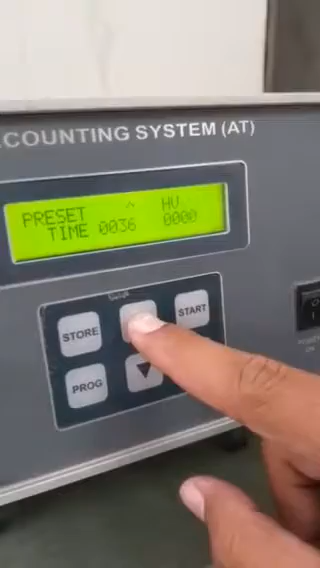 COUNTING SYSTEM (AT)
PRESET ^ HV
TIME 0036 0000
STORE
START
PROG